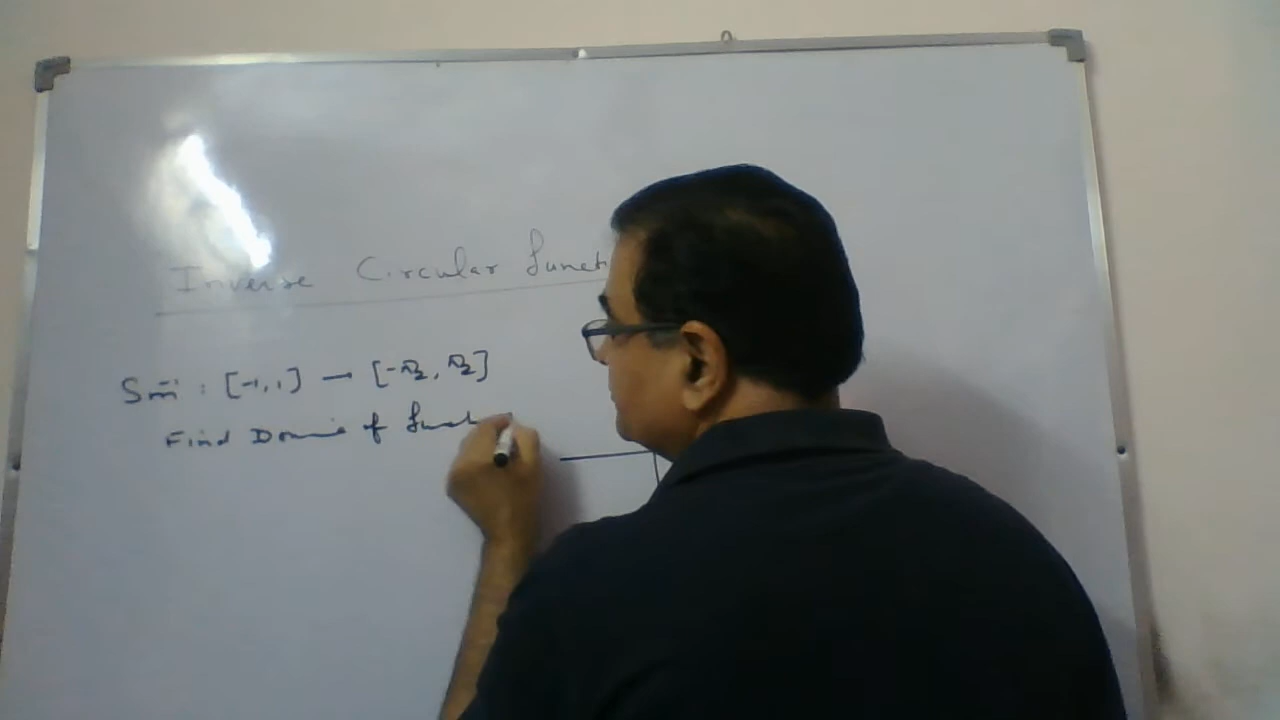 Inverse Circular functi
Sin⁻¹ : [-1, 1] → [-π/2, π/2]
Find Domain of funct